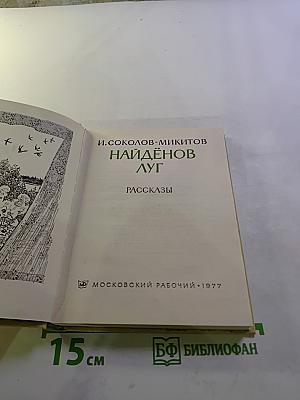 И. СОКОЛОВ-МИКИТОВ
НАЙДЁНОВ
ЛУГ
РАССКАЗЫ
МОСКОВСКИЙ РАБОЧИЙ • 1977
15 см
БФ БИБЛИОФАН